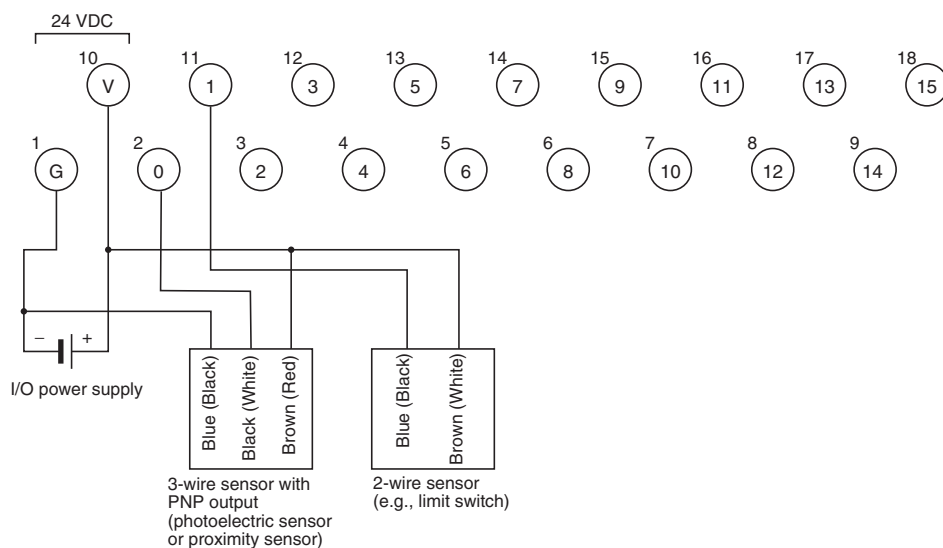 24 VDC
10 11 12 13 14 15 16 17 18
V 1 3 5 7 9 11 13 15
1 2 3 4 5 6 7 8 9
G 0 2 4 6 8 10 12 14
– +
I/O power supply
Blue (Black)
Black (White)
Brown (Red)
Blue (Black)
Brown (White)
3-wire sensor with
PNP output
(photoelectric sensor
or proximity sensor)
2-wire sensor
(e.g., limit switch)